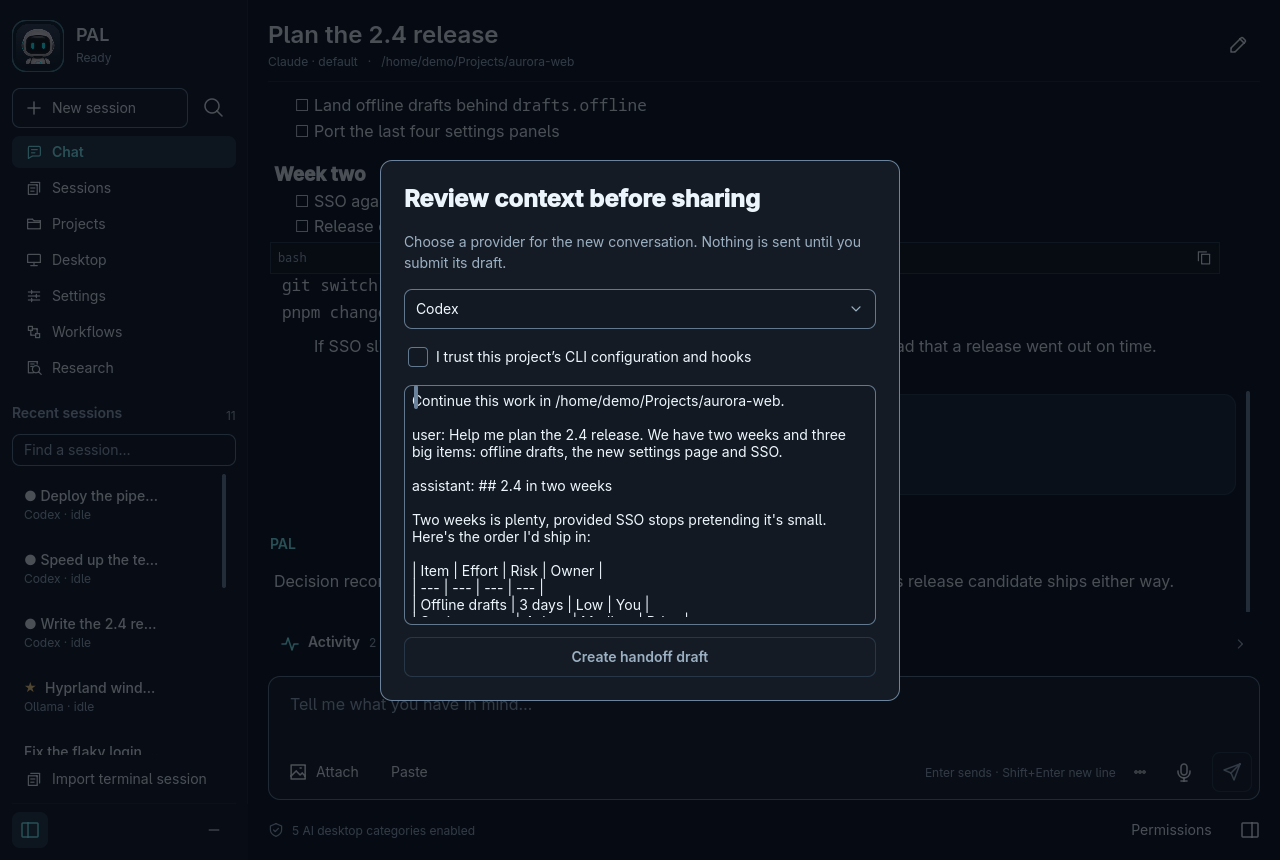 PAL
Ready
New session
Chat
Sessions
Projects
Desktop
Settings
Workflows
Research
Recent sessions 11
Find a session...
Deploy the pipe...
Codex · idle
Speed up the te...
Codex · idle
Write the 2.4 re...
Codex · idle
★ Hyprland wind...
Ollama · idle
Fix the flaky login
Import terminal session
Plan the 2.4 release
Claude · default · /home/demo/Projects/aurora-web
☐ Land offline drafts behind drafts.offline
☐ Port the last four settings panels
Week two
☐ SSO aga
☐ Release
bash
git switch
pnpm change
If SSO sl
ad that a release went out on time.
PAL
Decision recor
s release candidate ships either way.
Activity 2
Review context before sharing
Choose a provider for the new conversation. Nothing is sent until you
submit its draft.
Codex
I trust this project's CLI configuration and hooks
Continue this work in /home/demo/Projects/aurora-web.
user: Help me plan the 2.4 release. We have two weeks and three
big items: offline drafts, the new settings page and SSO.
assistant: ## 2.4 in two weeks
Two weeks is plenty, provided SSO stops pretending it's small.
Here's the order I'd ship in:
| Item | Effort | Risk | Owner |
| --- | --- | --- | --- |
| Offline drafts | 3 days | Low | You |
Create handoff draft
Tell me what you have in mind...
Attach
Paste
Enter sends · Shift+Enter new line
5 AI desktop categories enabled
Permissions